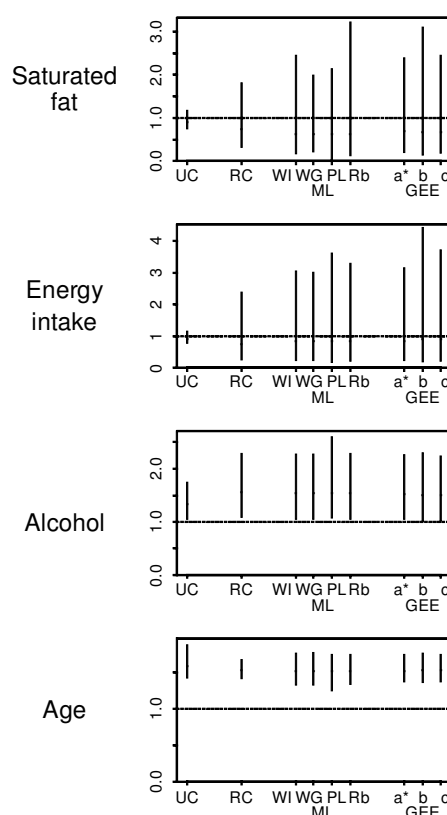 Saturated
fat
3.0
2.0
1.0
0.0
UC RC WI WG PL Rb a* b c
ML GEE
Energy
intake
4
3
2
1
0
UC RC WI WG PL Rb a* b c
ML GEE
Alcohol
2.0
1.0
0.0
UC RC WI WG PL Rb a* b c
ML GEE
Age
1.0
0.0
UC RC WI WG PL Rb a* b c
ML GEE